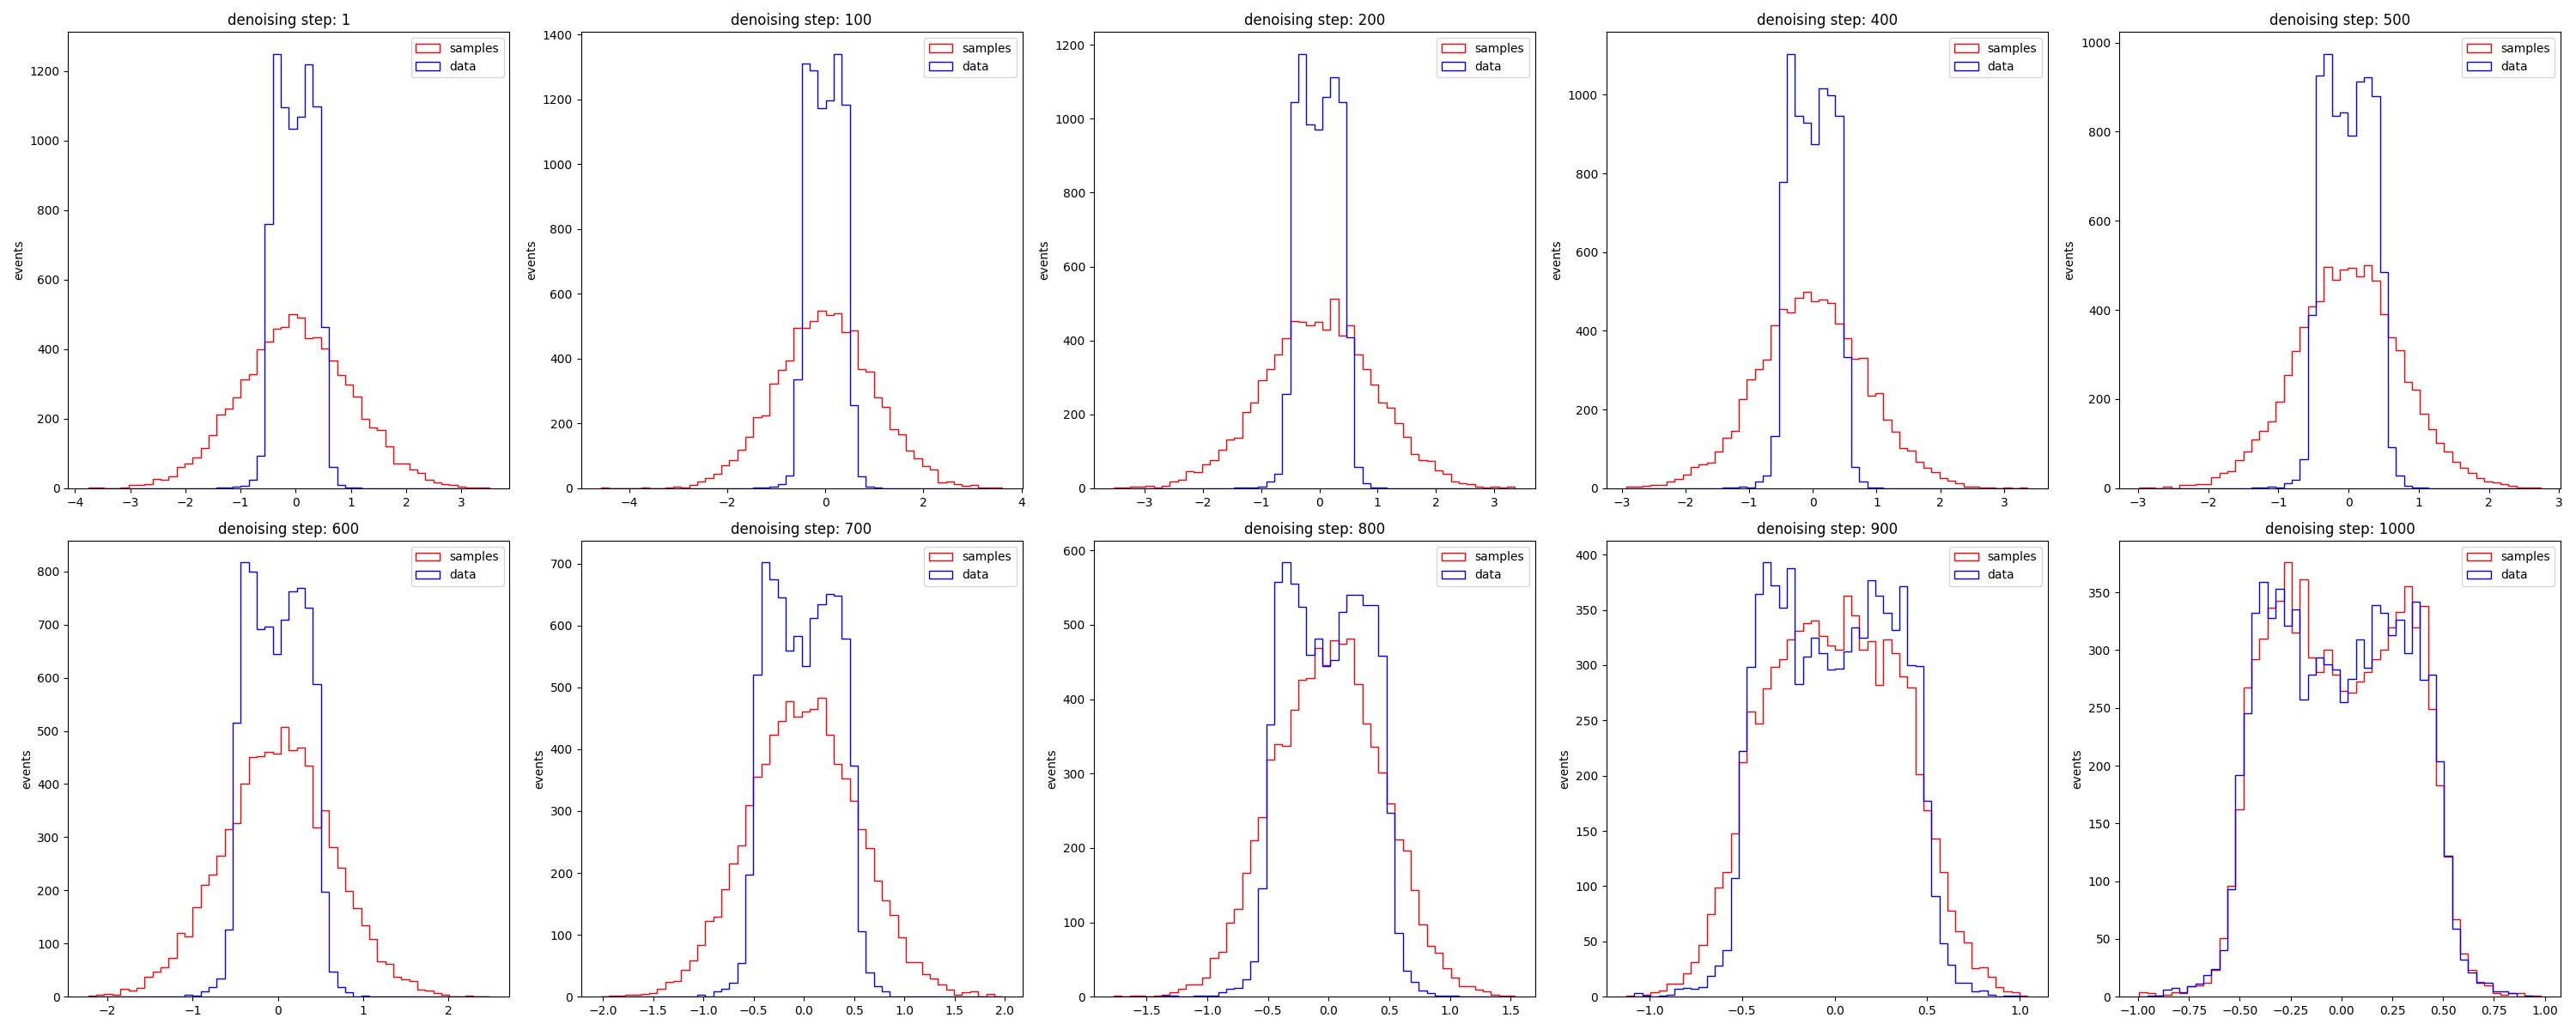 denoising step: 1
samples
data
events
1200
1000
800
600
400
200
0
−4 −3 −2 −1 0 1 2 3
denoising step: 100
samples
data
events
1400
1200
1000
800
600
400
200
0
−4 −2 0 2 4
denoising step: 200
samples
data
events
1200
1000
800
600
400
200
0
−3 −2 −1 0 1 2 3
denoising step: 400
samples
data
events
1000
800
600
400
200
0
−3 −2 −1 0 1 2 3
denoising step: 500
samples
data
events
1000
800
600
400
200
0
−3 −2 −1 0 1 2 3
denoising step: 600
samples
data
events
800
700
600
500
400
300
200
100
0
−2 −1 0 1 2
denoising step: 700
samples
data
events
700
600
500
400
300
200
100
0
−2.0 −1.5 −1.0 −0.5 0.0 0.5 1.0 1.5 2.0
denoising step: 800
samples
data
events
600
500
400
300
200
100
0
−1.5 −1.0 −0.5 0.0 0.5 1.0 1.5
denoising step: 900
samples
data
events
400
350
300
250
200
150
100
50
0
−1.0 −0.5 0.0 0.5 1.0
denoising step: 1000
samples
data
events
350
300
250
200
150
100
50
0
−1.00 −0.75 −0.50 −0.25 0.00 0.25 0.50 0.75 1.00